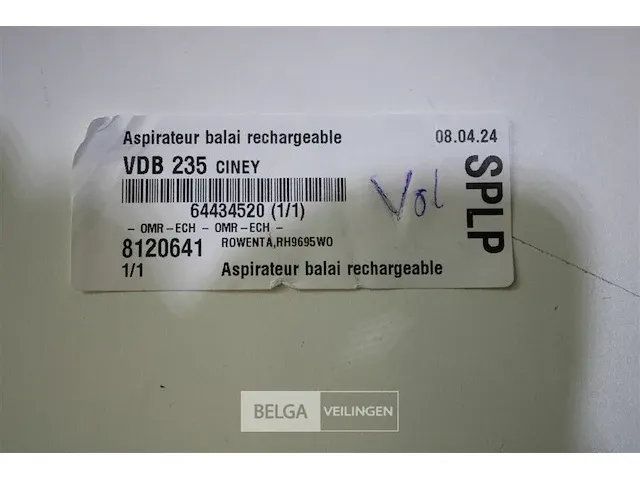 Aspirateur balai rechargeable 08.04.24
VDB 235 CINEY
64434520 (1/1)
Vol
- OMR-ECH - OMR-ECH -
8120641 ROWENTA,RH9695WO
1/1 Aspirateur balai rechargeable
SPLP
BELGA VEILINGEN